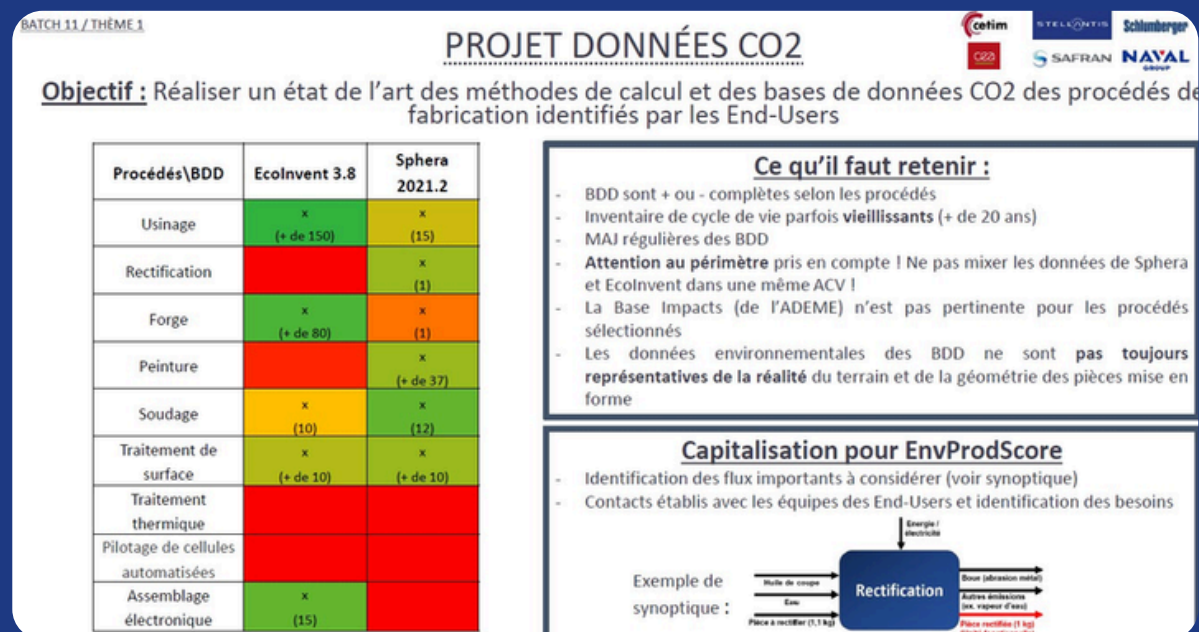 BATCH 11 / THÈME 1
PROJET DONNÉES CO2
cetim
STELLANTIS
Schlumberger
cea
SAFRAN
NAVAL
GROUP
Objectif : Réaliser un état de l'art des méthodes de calcul et des bases de données CO2 des procédés de
fabrication identifiés par les End-Users
Procédés\BDD EcoInvent 3.8 Sphera 2021.2
Usinage x (+ de 150) x (15)
Rectification x (1)
Forge x (+ de 80) x (1)
Peinture x (+ de 37)
Soudage x (10) x (12)
Traitement de surface x (+ de 10) x (+ de 10)
Traitement thermique
Pilotage de cellules automatisées
Assemblage électronique x (15)
Ce qu'il faut retenir :
- BDD sont + ou - complètes selon les procédés
- Inventaire de cycle de vie parfois vieillissants (+ de 20 ans)
- MAJ régulières des BDD
- Attention au périmètre pris en compte ! Ne pas mixer les données de Sphera
et EcoInvent dans une même ACV !
- La Base Impacts (de l'ADEME) n'est pas pertinente pour les procédés
sélectionnés
- Les données environnementales des BDD ne sont pas toujours
représentatives de la réalité du terrain et de la géométrie des pièces mise en
forme
Capitalisation pour EnvProdScore
- Identification des flux importants à considérer (voir synoptique)
- Contacts établis avec les équipes des End-Users et identification des besoins
Exemple de
synoptique :
Energie /
électricité
Huile de coupe
Eau
Pièce à rectifier (1,1 kg)
Rectification
Boue (abrasion métal)
Autres émissions
(ex. vapeur d'eau)
Pièce rectifiée (1 kg)